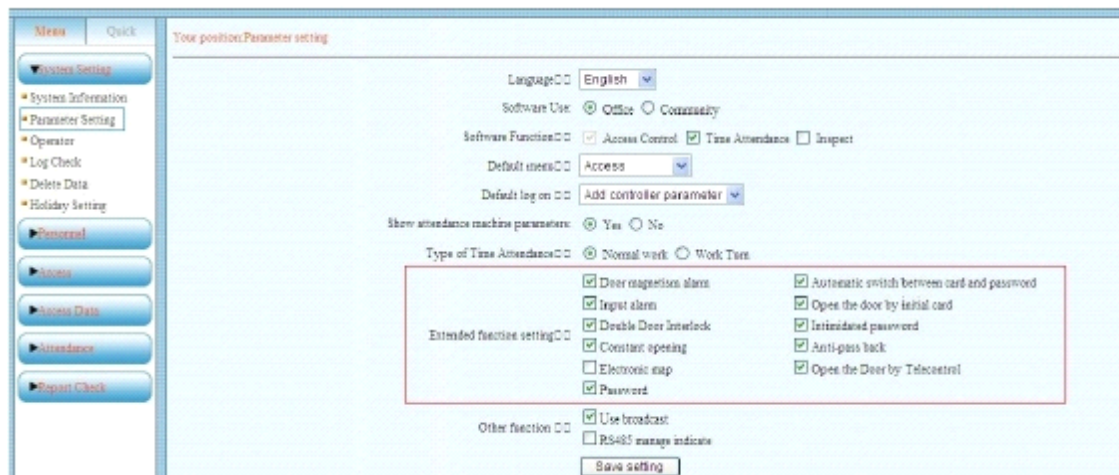 Menu Quick
Your position:Parameter setting
System Setting
System Information
Parameter Setting
Operator
Log Check
Delete Data
Holiday Setting
Personnel
Access
Access Data
Attendance
Report Check
Language□□ English
Software Use: Office Community
Software Function□□ Access Control Time Attendance Inspect
Default menu□□ Access
Default log on □□ Add controller parameter
Show attendance machine parameters: Yes No
Type of Time Attendance□□ Normal work Work Turn
Extended function setting□□
Door magnetism alarm Automatic switch between card and password
Input alarm Open the door by initial card
Double Door Interlock Intimidated password
Constant opening Anti-pass back
Electronic map Open the Door by Telecontrol
Password
Other function □□ Use broadcast
RS485 manage indicate
Save setting